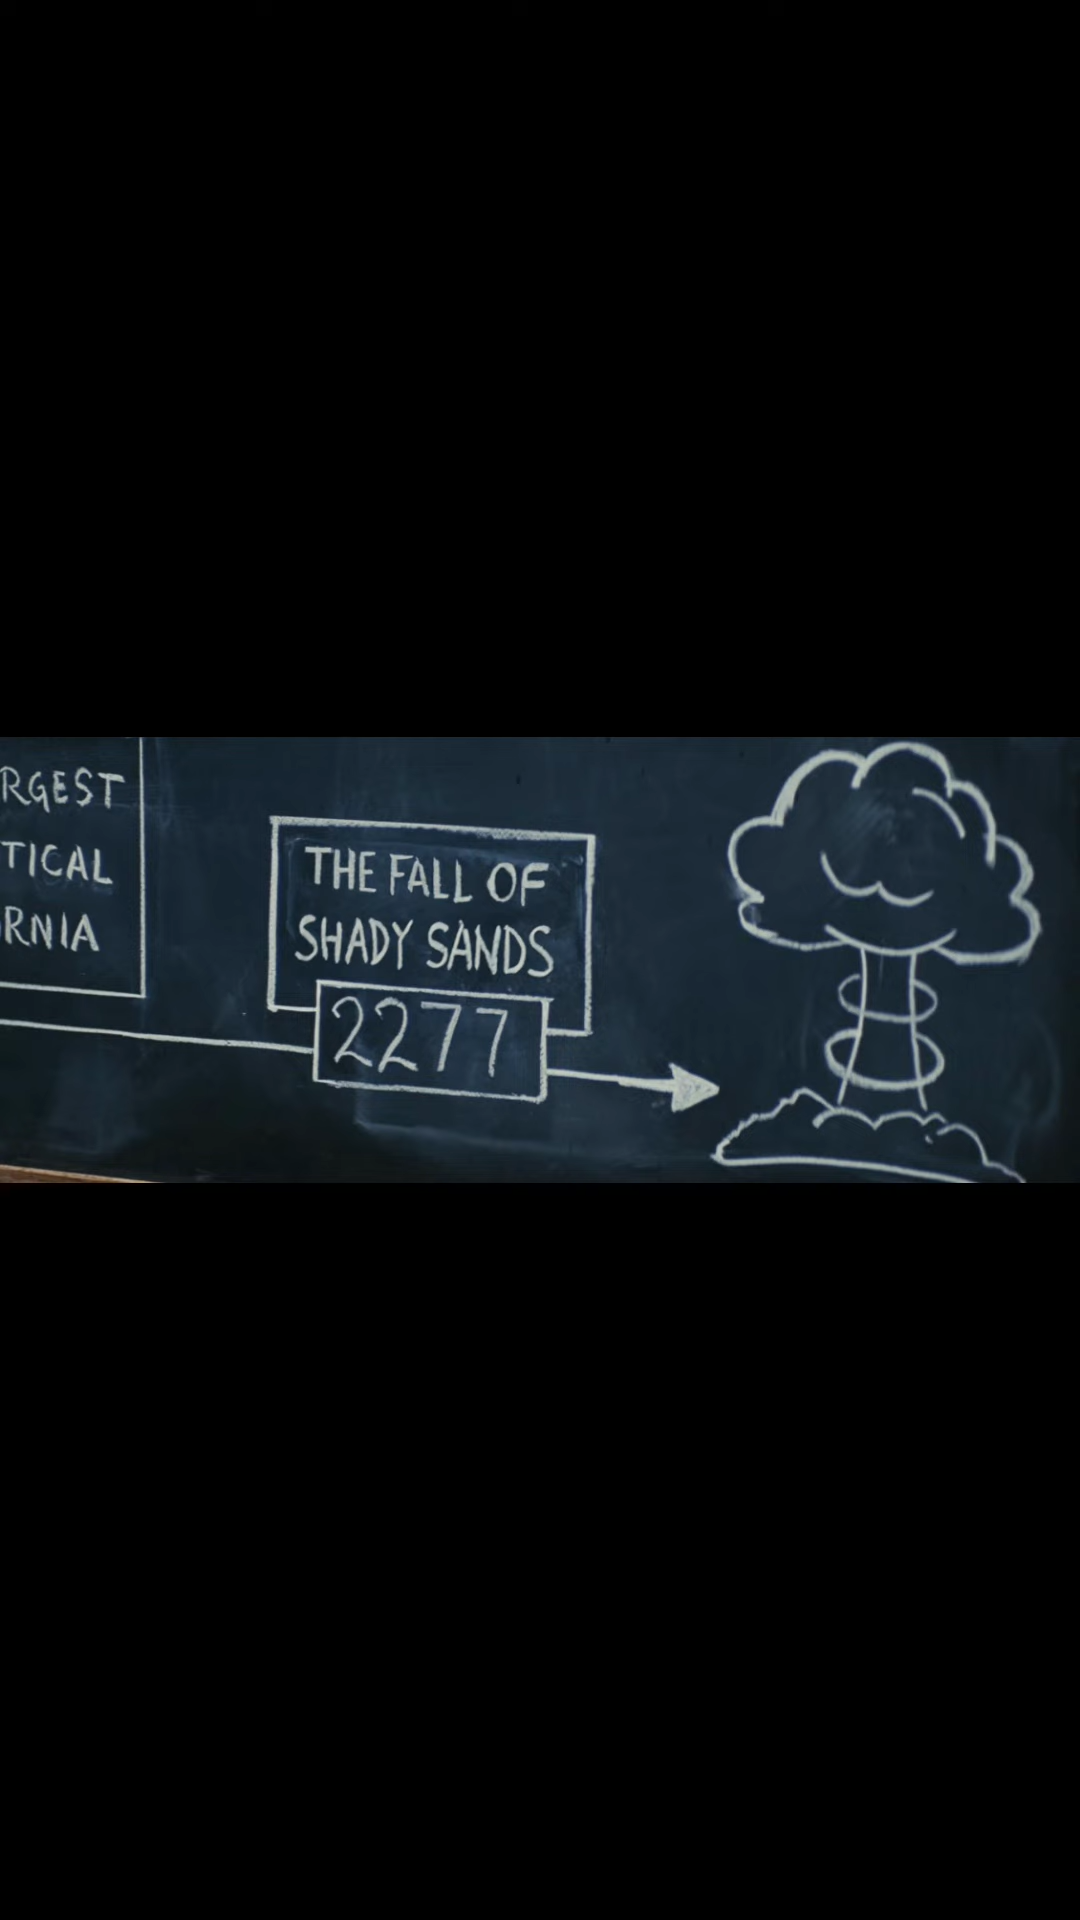 RGEST
TICAL
RNIA
THE FALL OF
SHADY SANDS
2277